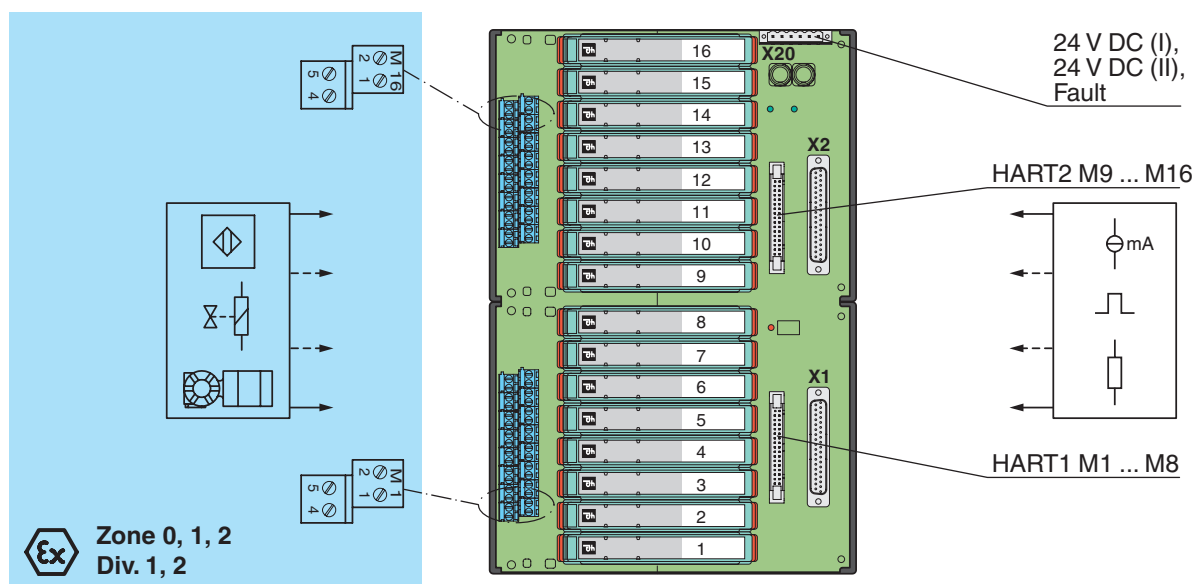 M 16
2 1
5 4
16
X20
15
14
13
X2
12
11
10
9
8
7
6
X1
5
4
3
2
1
24 V DC (I),
24 V DC (II),
Fault
HART2 M9 ... M16
mA
HART1 M1 ... M8
M 1
2 1
5 4
Ex
Zone 0, 1, 2
Div. 1, 2